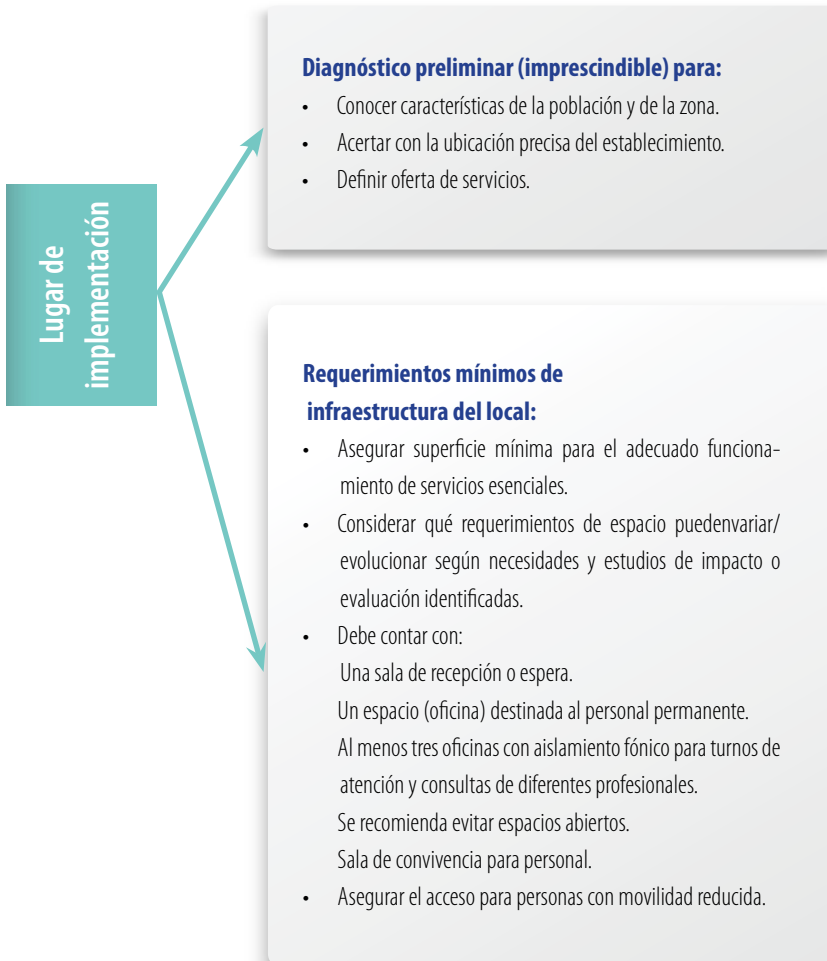 Lugar de
implementación
Diagnóstico preliminar (imprescindible) para:
• Conocer características de la población y de la zona.
• Acertar con la ubicación precisa del establecimiento.
• Definir oferta de servicios.
Requerimientos mínimos de
infraestructura del local:
• Asegurar superficie mínima para el adecuado funciona-
miento de servicios esenciales.
• Considerar qué requerimientos de espacio puedenvariar/
evolucionar según necesidades y estudios de impacto o
evaluación identificadas.
• Debe contar con:
Una sala de recepción o espera.
Un espacio (oficina) destinada al personal permanente.
Al menos tres oficinas con aislamiento fónico para turnos de
atención y consultas de diferentes profesionales.
Se recomienda evitar espacios abiertos.
Sala de convivencia para personal.
• Asegurar el acceso para personas con movilidad reducida.